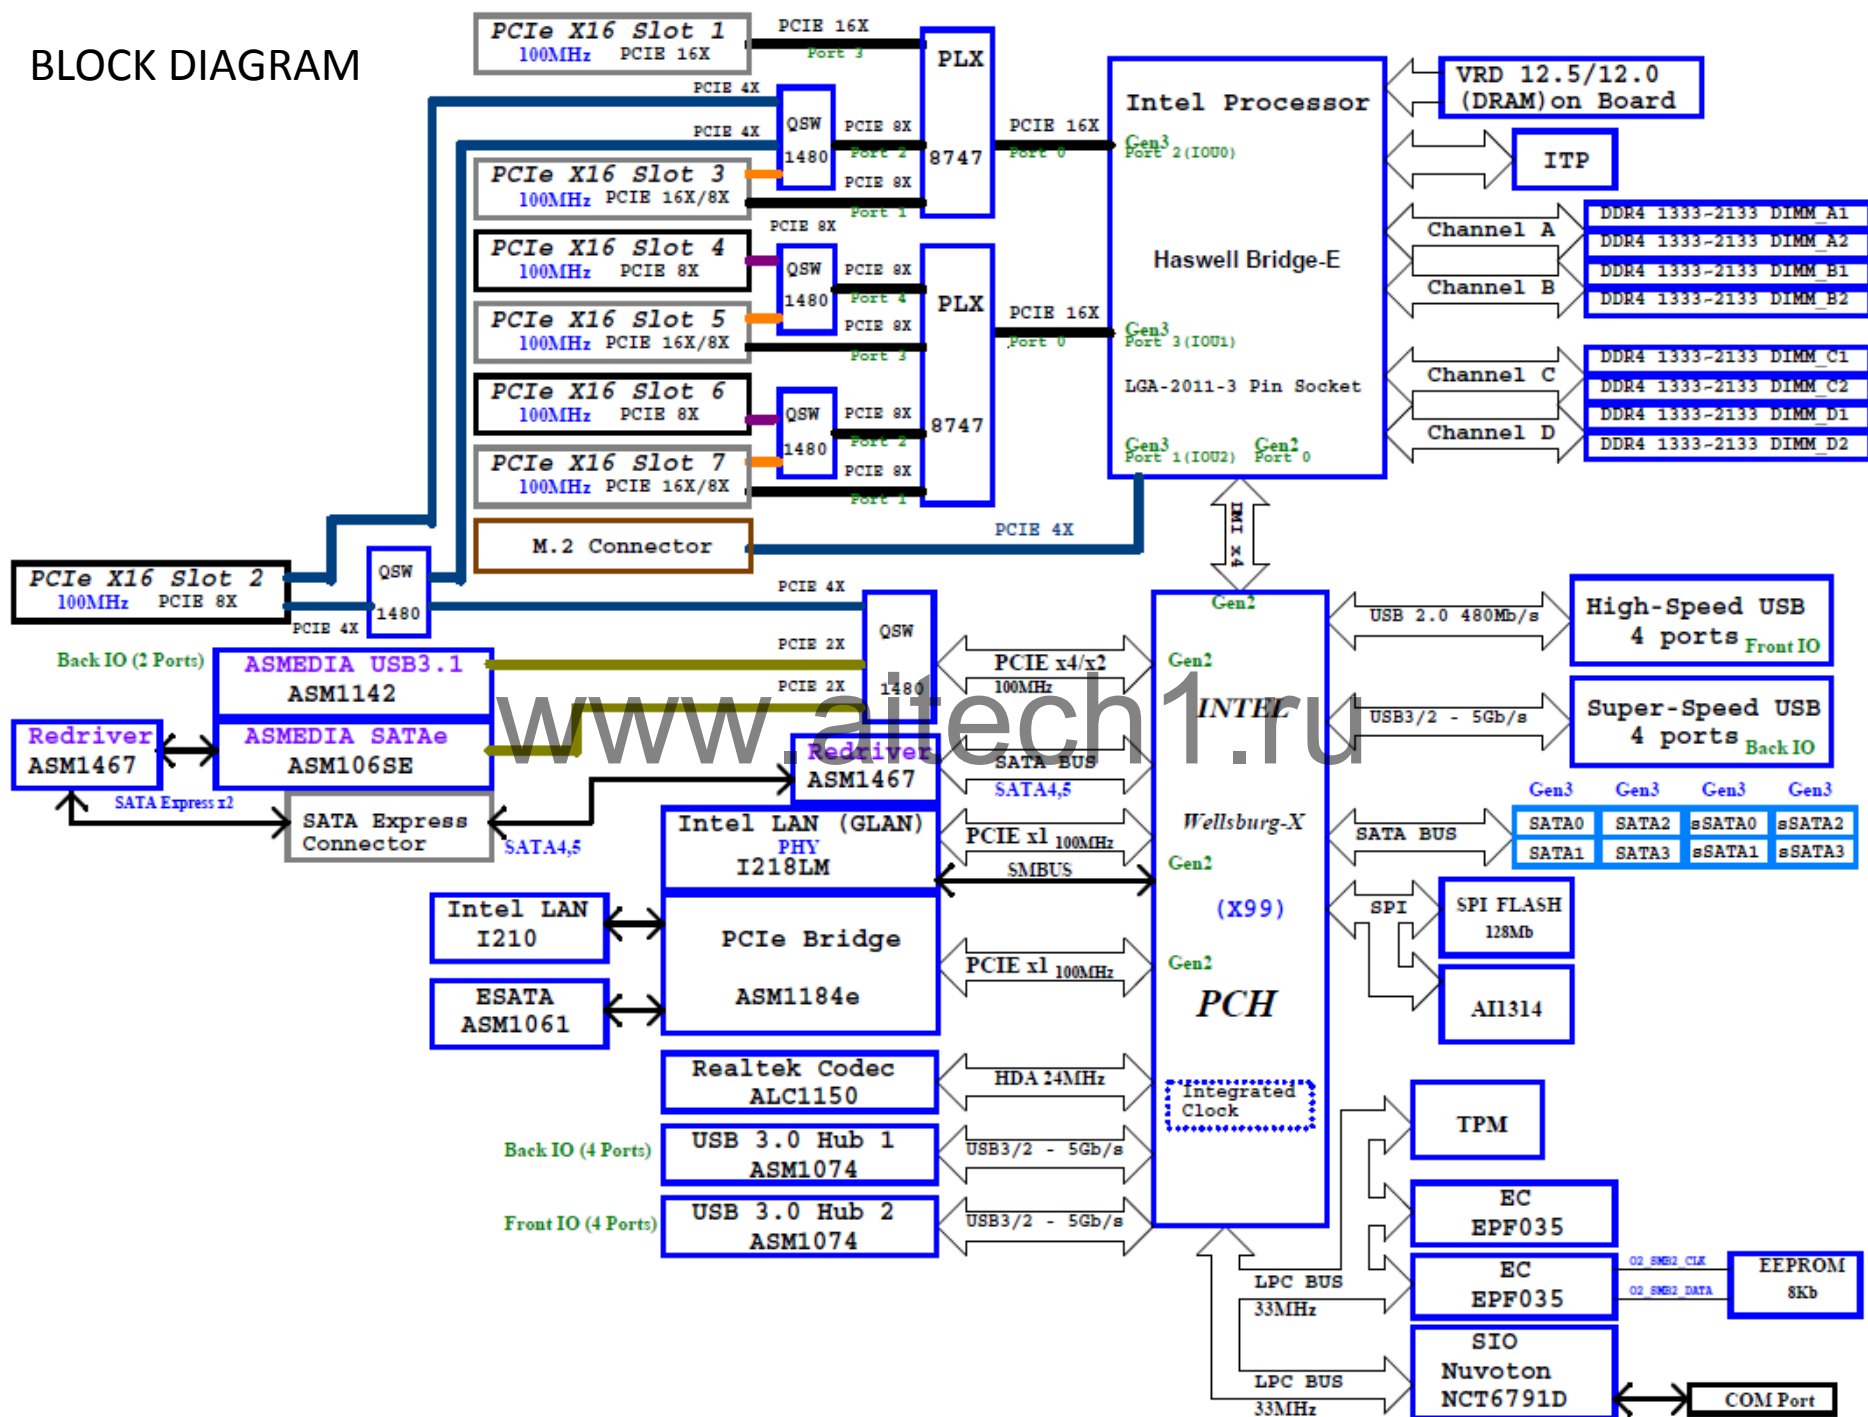 BLOCK DIAGRAM
PCIe X16 Slot 1
100MHz PCIE 16X
PCIE 16X
Port 3
PLX
8747
PCIE 4X
PCIE 4X
QSW
1480
PCIE 8X
Port 2
PCIE 8X
Port 1
PCIe X16 Slot 3
100MHz PCIE 16X/8X
PCIE 16X
Port 0
PCIE 8X
PCIe X16 Slot 4
100MHz PCIE 8X
QSW
1480
PCIE 8X
Port 4
PCIE 8X
Port 3
PLX
8747
PCIe X16 Slot 5
100MHz PCIE 16X/8X
PCIE 16X
Port 0
PCIe X16 Slot 6
100MHz PCIE 8X
QSW
1480
PCIE 8X
Port 2
PCIE 8X
Port 1
PCIe X16 Slot 7
100MHz PCIE 16X/8X
M.2 Connector
PCIE 4X
Intel Processor
Gen3
Port 2(IOU0)
Haswell Bridge-E
Gen3
Port 3(IOU1)
LGA-2011-3 Pin Socket
Gen3
Port 1(IOU2)
Gen2
Port 0
VRD 12.5/12.0
(DRAM)on Board
ITP
Channel A
Channel B
Channel C
Channel D
DDR4 1333~2133 DIMM_A1
DDR4 1333~2133 DIMM_A2
DDR4 1333~2133 DIMM_B1
DDR4 1333~2133 DIMM_B2
DDR4 1333~2133 DIMM_C1
DDR4 1333~2133 DIMM_C2
DDR4 1333~2133 DIMM_D1
DDR4 1333~2133 DIMM_D2
DMI x4
PCIe X16 Slot 2
100MHz PCIE 8X
PCIE 4X
QSW
1480
PCIE 4X
PCIE 2X
PCIE 2X
QSW
1480
Back IO (2 Ports)
ASMEDIA USB3.1
ASM1142
ASMEDIA SATAe
ASM106SE
Redriver
ASM1467
SATA Express x2
SATA Express
Connector
SATA4,5
Redriver
ASM1467
Intel LAN (GLAN)
PHY
I218LM
PCIe Bridge
ASM1184e
Intel LAN
I210
ESATA
ASM1061
Realtek Codec
ALC1150
Back IO (4 Ports)
USB 3.0 Hub 1
ASM1074
Front IO (4 Ports)
USB 3.0 Hub 2
ASM1074
PCIE x4/x2
100MHz
SATA BUS
SATA4,5
PCIE x1 100MHz
SMBUS
PCIE x1 100MHz
HDA 24MHz
USB3/2 - 5Gb/s
USB3/2 - 5Gb/s
Gen2
Gen2
INTEL
Wellsburg-X
Gen2
(X99)
Gen2
PCH
Integrated
Clock
USB 2.0 480Mb/s
High-Speed USB
4 ports Front IO
USB3/2 - 5Gb/s
Super-Speed USB
4 ports Back IO
Gen3 Gen3 Gen3 Gen3
SATA BUS
SATA0 SATA2 sSATA0 sSATA2
SATA1 SATA3 sSATA1 sSATA3
SPI
SPI FLASH
128Mb
AI1314
TPM
EC
EPF035
EC
EPF035
O2_SMB2_CLK
O2_SMB2_DATA
EEPROM
8Kb
LPC BUS
33MHz
SIO
Nuvoton
NCT6791D
LPC BUS
33MHz
COM Port
www.aitech1.ru